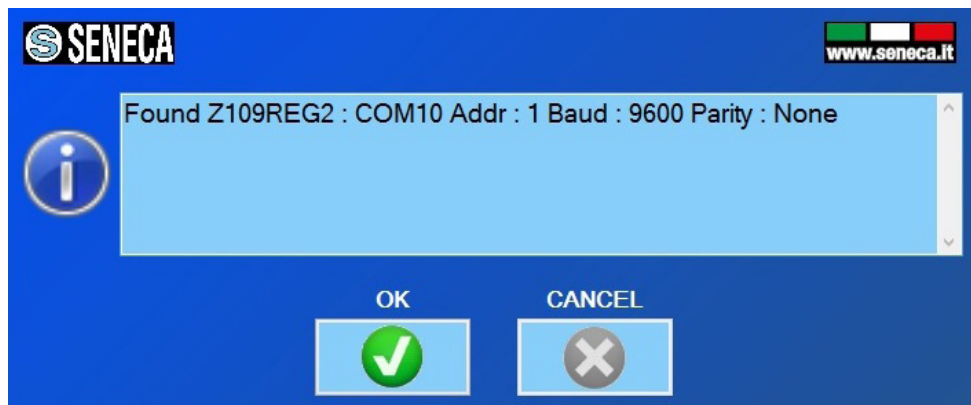 SENECA
www.seneca.it
Found Z109REG2 : COM10 Addr : 1 Baud : 9600 Parity : None
OK CANCEL